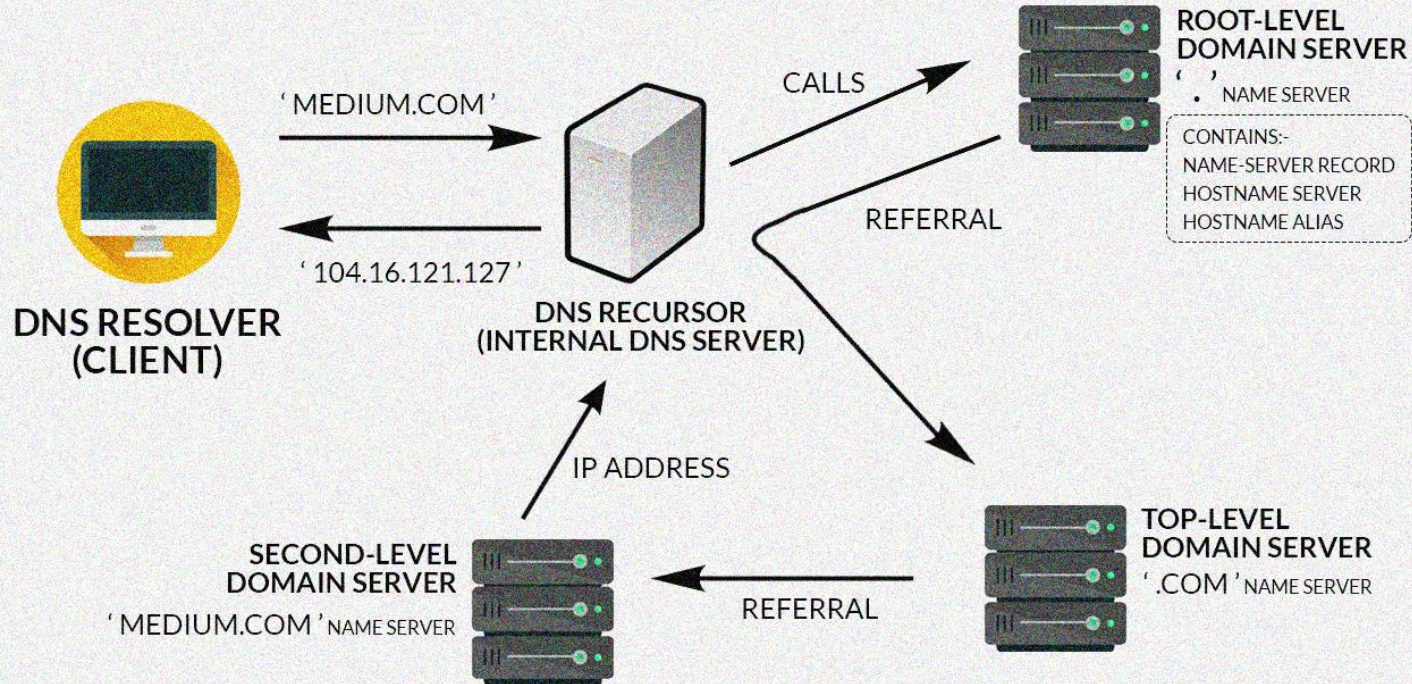 ‘ MEDIUM.COM ’
‘ 104.16.121.127 ’
DNS RESOLVER
(CLIENT)
DNS RECURSOR
(INTERNAL DNS SERVER)
CALLS
REFERRAL
ROOT-LEVEL
DOMAIN SERVER
‘ . ’ NAME SERVER
CONTAINS:-
NAME-SERVER RECORD
HOSTNAME SERVER
HOSTNAME ALIAS
IP ADDRESS
SECOND-LEVEL
DOMAIN SERVER
‘ MEDIUM.COM ’ NAME SERVER
REFERRAL
TOP-LEVEL
DOMAIN SERVER
‘ .COM ’ NAME SERVER